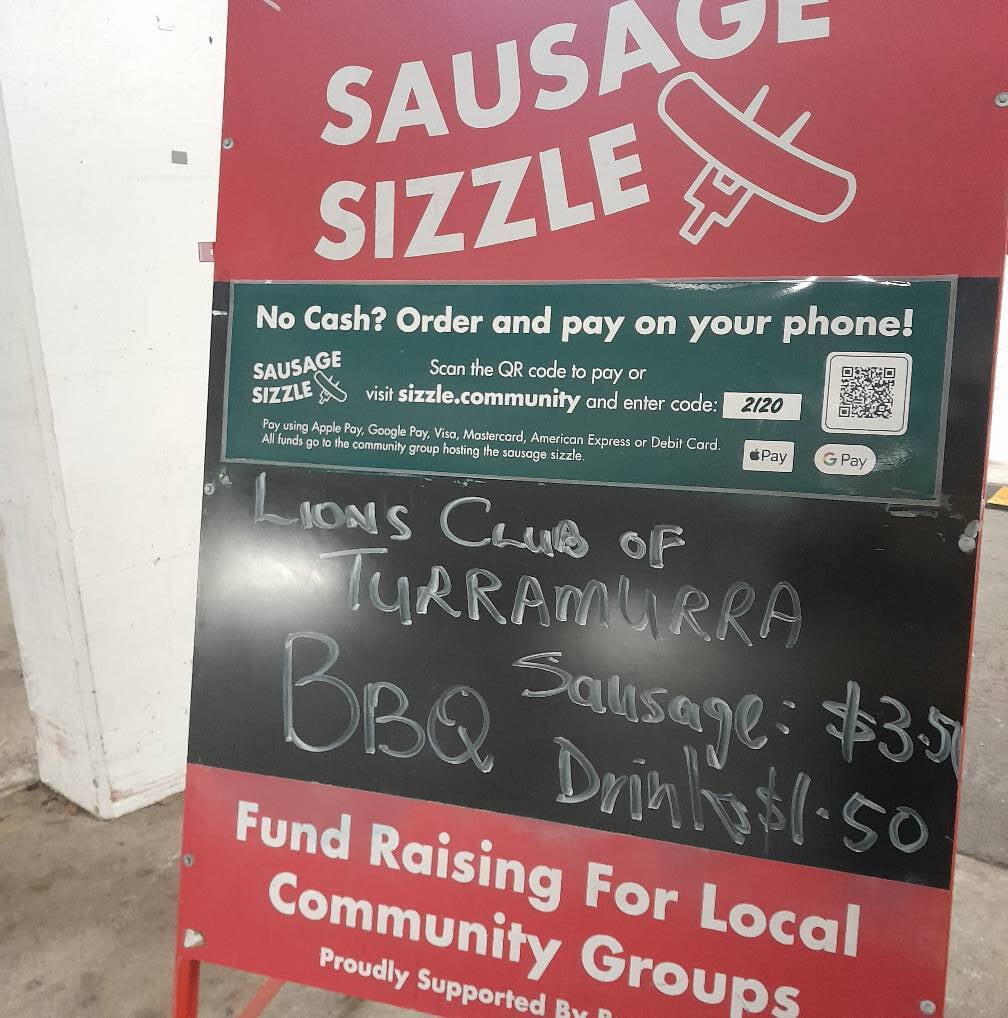 SAUSAGE
SIZZLE
No Cash? Order and pay on your phone!
SAUSAGE
SIZZLE
Scan the QR code to pay or
visit sizzle.community and enter code: 2120
Pay using Apple Pay, Google Pay, Visa, Mastercard, American Express or Debit Card.
All funds go to the community group hosting the sausage sizzle.
Pay
G Pay
LIONS CLUB OF
TURRAMURRA
BBQ
Sausage: $3.50
Drinks $1.50
Fund Raising For Local
Community Groups
Proudly Supported By